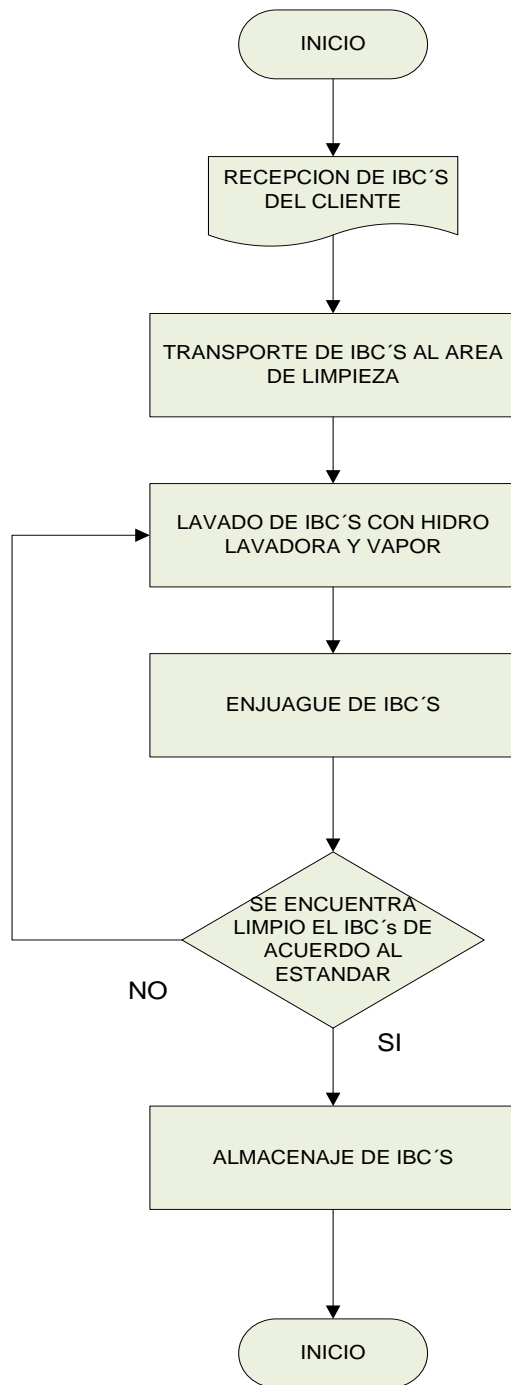 INICIO
RECEPCION DE IBC´S
DEL CLIENTE
TRANSPORTE DE IBC´S AL AREA
DE LIMPIEZA
LAVADO DE IBC´S CON HIDRO
LAVADORA Y VAPOR
ENJUAGUE DE IBC´S
SE ENCUENTRA
LIMPIO EL IBC´s DE
ACUERDO AL
ESTANDAR
NO
SI
ALMACENAJE DE IBC´S
INICIO